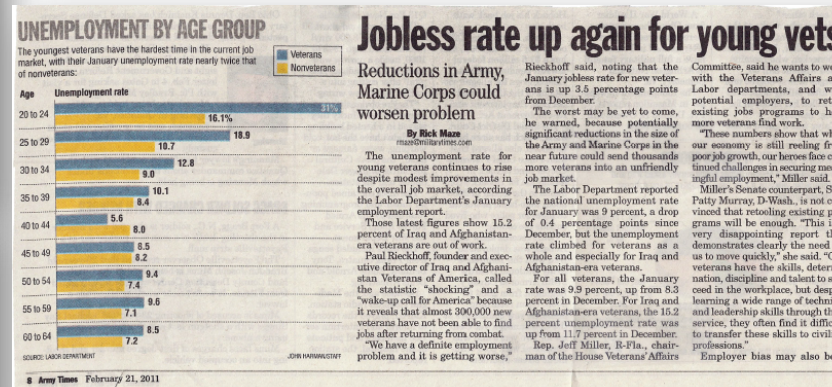 UNEMPLOYMENT BY AGE GROUP
The youngest veterans have the hardest time in the current job
market, with their January unemployment rate nearly twice that
of nonveterans:
Veterans
Nonveterans
Age Unemployment rate
20 to 24 31% 16.1%
25 to 29 18.9 10.7
30 to 34 12.8 9.0
35 to 39 10.1 8.4
40 to 44 5.6 8.0
45 to 49 8.5 8.2
50 to 54 9.4 7.4
55 to 59 9.6 7.1
60 to 64 8.5 7.2
SOURCE: LABOR DEPARTMENT JOHN HARMAN/STAFF
Jobless rate up again for young vets
Reductions in Army,
Marine Corps could
worsen problem
By Rick Maze
rmaze@militarytimes.com
The unemployment rate for
young veterans continues to rise
despite modest improvements in
the overall job market, according
the Labor Department's January
employment report.
Those latest figures show 15.2
percent of Iraq and Afghanistan-
era veterans are out of work.
Paul Rieckhoff, founder and exec-
utive director of Iraq and Afghani-
stan Veterans of America, called
the statistic "shocking" and a
"wake-up call for America" because
it reveals that almost 300,000 new
veterans have not been able to find
jobs after returning from combat.
"We have a definite employment
problem and it is getting worse,"
Rieckhoff said, noting that the
January jobless rate for new veter-
ans is up 3.5 percentage points
from December.
The worst may be yet to come,
he warned, because potentially
significant reductions in the size of
the Army and Marine Corps in the
near future could send thousands
more veterans into an unfriendly
job market.
The Labor Department reported
the national unemployment rate
for January was 9 percent, a drop
of 0.4 percentage points since
December, but the unemployment
rate climbed for veterans as a
whole and especially for Iraq and
Afghanistan-era veterans.
For all veterans, the January
rate was 9.9 percent, up from 8.3
percent in December. For Iraq and
Afghanistan-era veterans, the 15.2
percent unemployment rate was
up from 11.7 percent in December.
Rep. Jeff Miller, R-Fla., chair-
man of the House Veterans' Affairs
Committee, said he wants to
with the Veterans Affairs
Labor departments, and
potential employers, to
existing jobs programs to
more veterans find work.
"These numbers show that
our economy is still reeling
poor job growth, our heroes face
tinued challenges in securing
ingful employment," Miller said.
Miller's Senate counterpart,
Patty Murray, D-Wash., is not
vinced that retooling existing
grams will be enough. "This
very disappointing report
demonstrates clearly the need
us to move quickly," she said.
veterans have the skills,
nation, discipline and talent to
ceed in the workplace, but
learning a wide range of
and leadership skills through
service, they often find it
to transfer these skills to
professions."
Employer bias may also
8 Army Times February 21, 2011